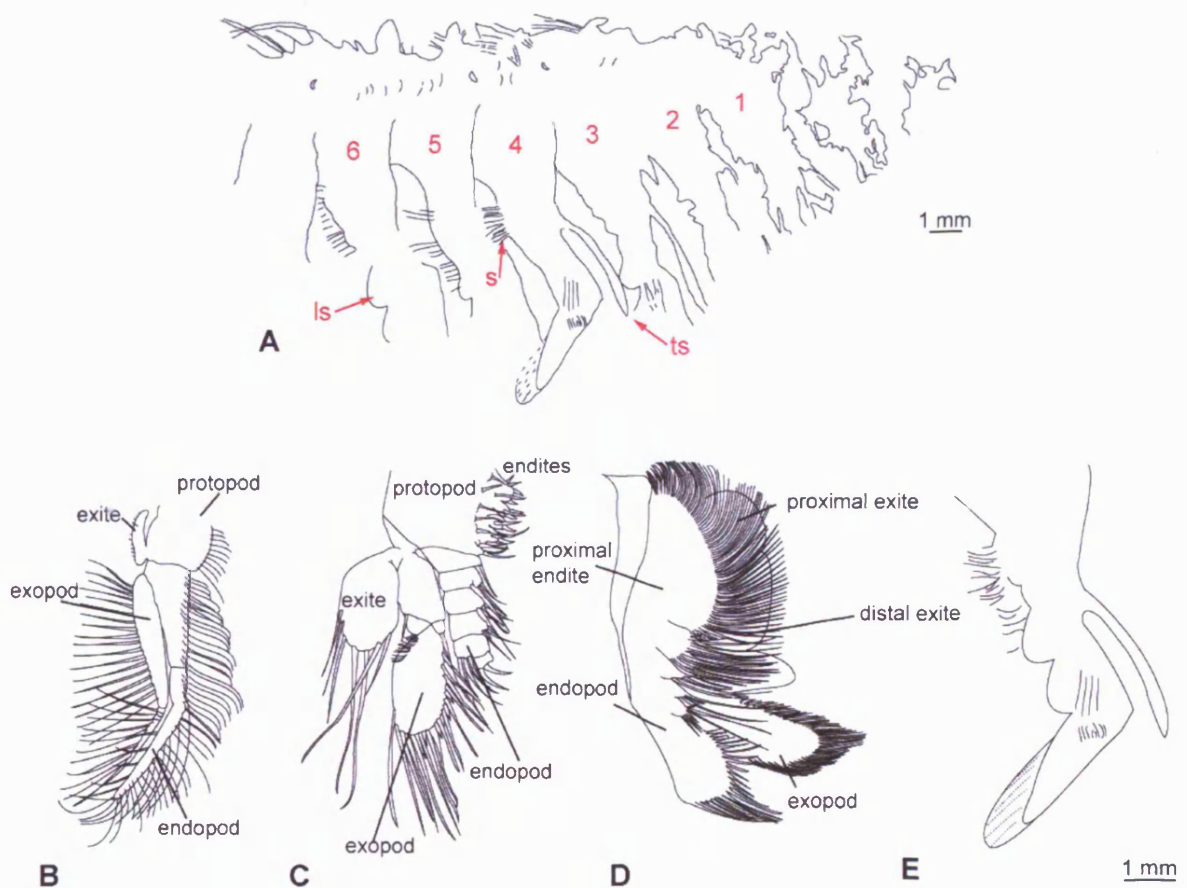 6 5 4 3 2 1
1 mm
s
ls
ts
A
endites
protopod
protopod
exite
proximal exite
proximal endite
exopod
exite
distal exite
endopod
endopod
endopod
exopod
endopod
exopod
B
C
D
E
1 mm